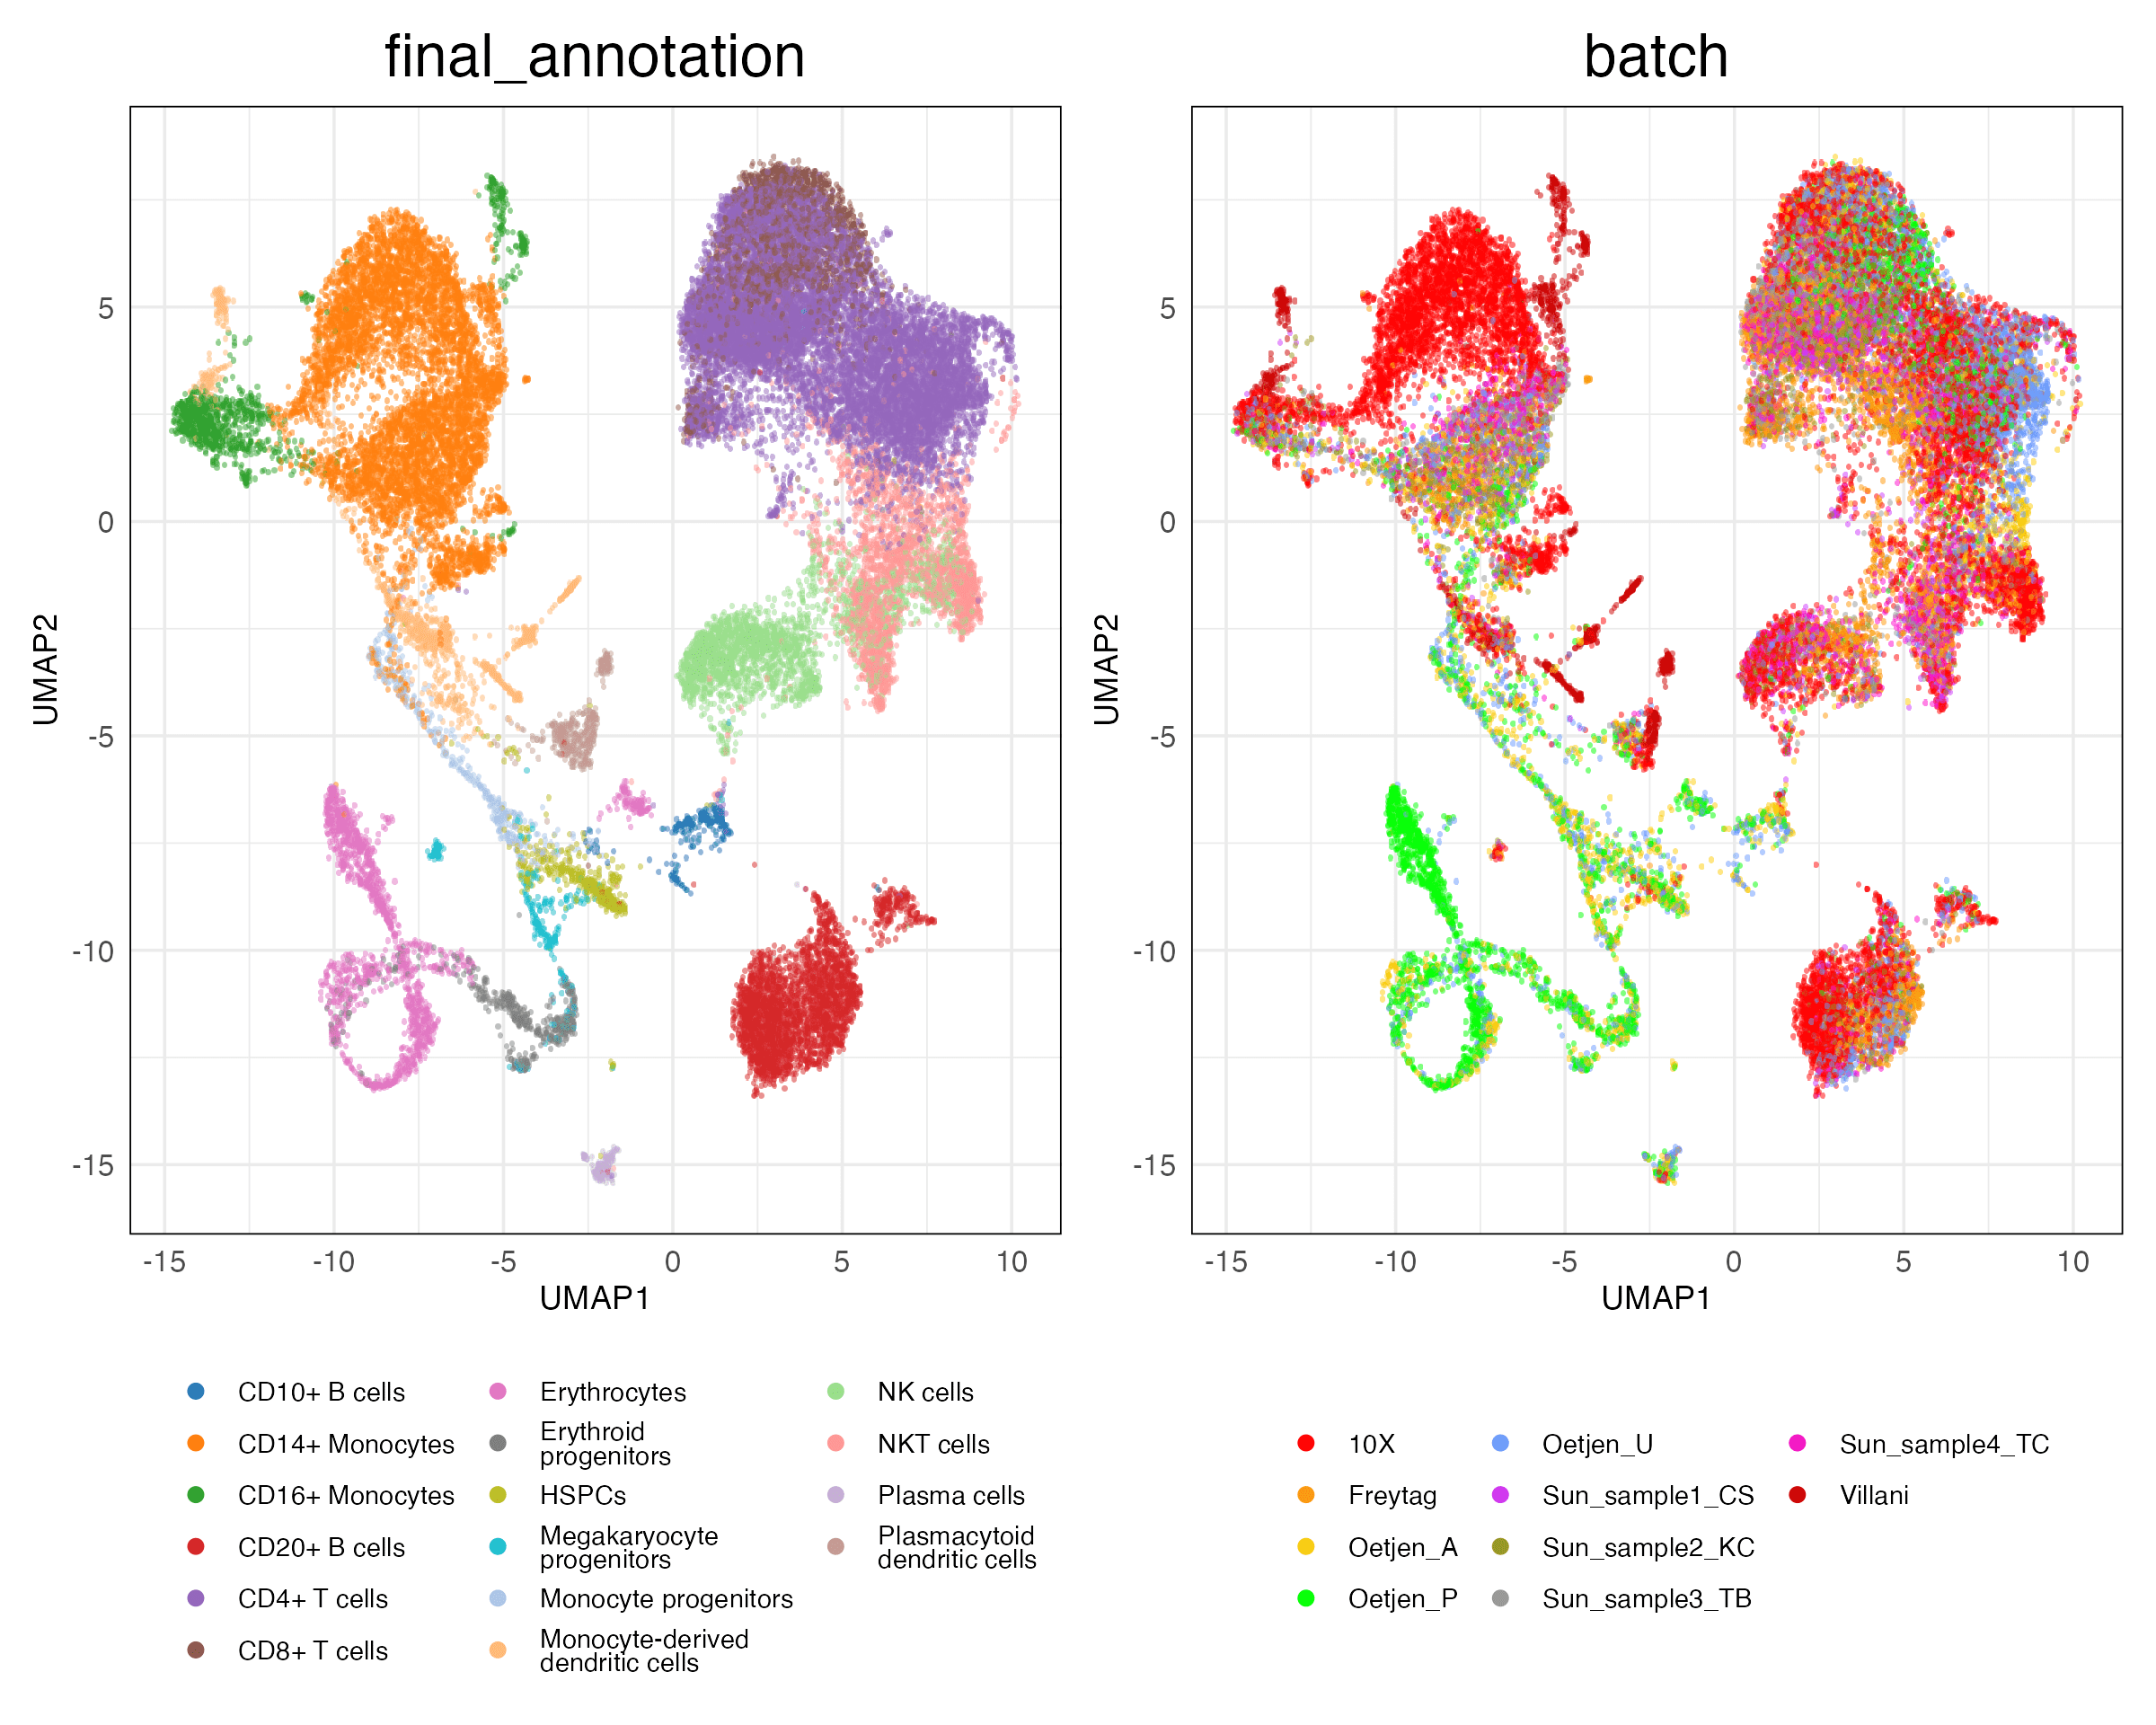 final_annotation
batch
5
0
-5
-10
-15
UMAP2
-15
-10
-5
0
5
10
UMAP1
5
0
-5
-10
-15
UMAP2
-15
-10
-5
0
5
10
UMAP1
CD10+ B cells
CD14+ Monocytes
CD16+ Monocytes
CD20+ B cells
CD4+ T cells
CD8+ T cells
Erythrocytes
Erythroid
progenitors
HSPCs
Megakaryocyte
progenitors
Monocyte progenitors
Monocyte-derived
dendritic cells
NK cells
NKT cells
Plasma cells
Plasmacytoid
dendritic cells
10X
Freytag
Oetjen_A
Oetjen_P
Oetjen_U
Sun_sample1_CS
Sun_sample2_KC
Sun_sample3_TB
Sun_sample4_TC
Villani